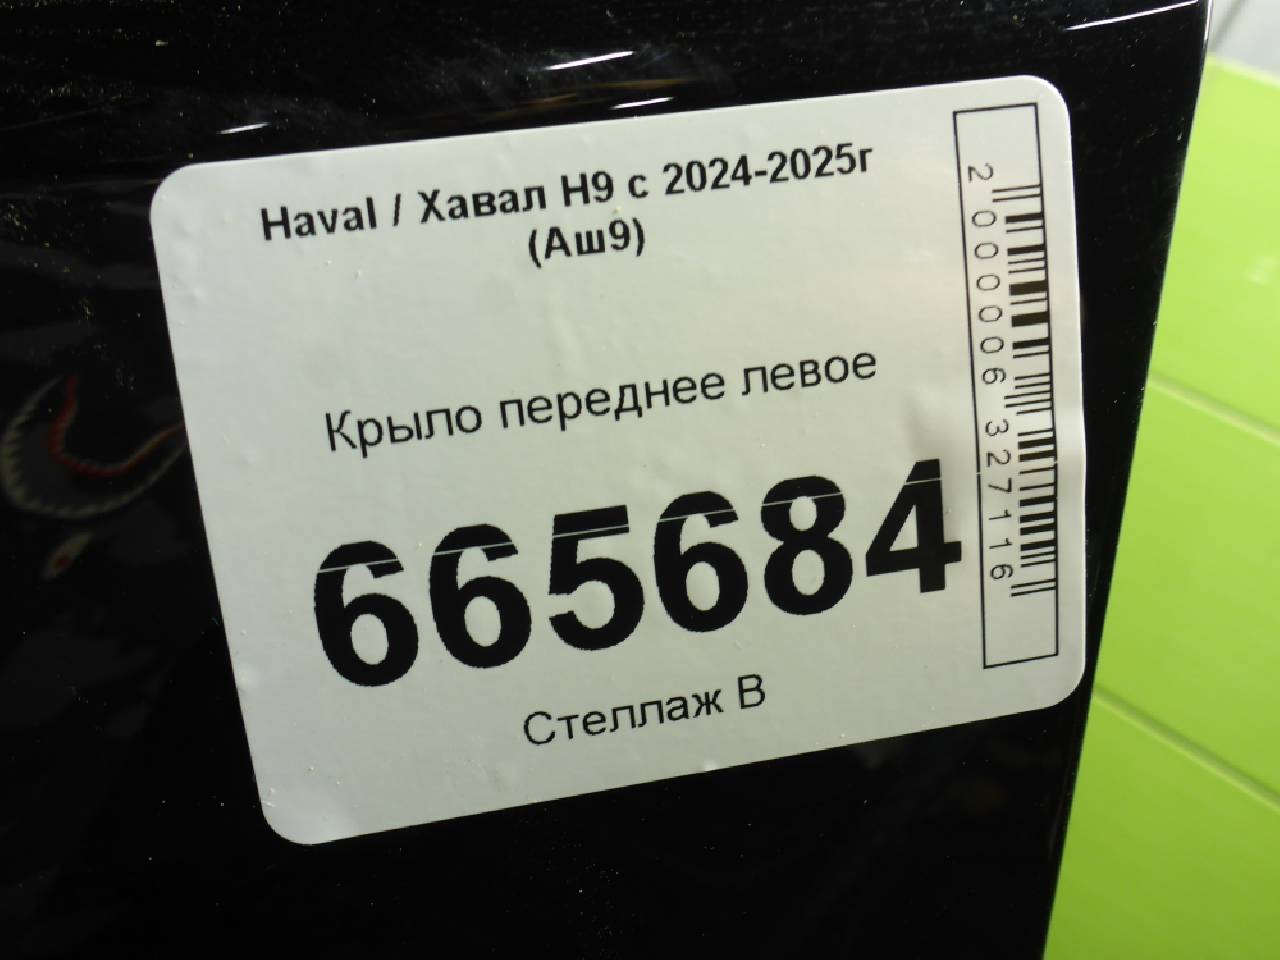 Haval / Хавал H9 с 2024-2025г
(Аш9)
Крыло переднее левое
665684
Стеллаж В
2000006327116